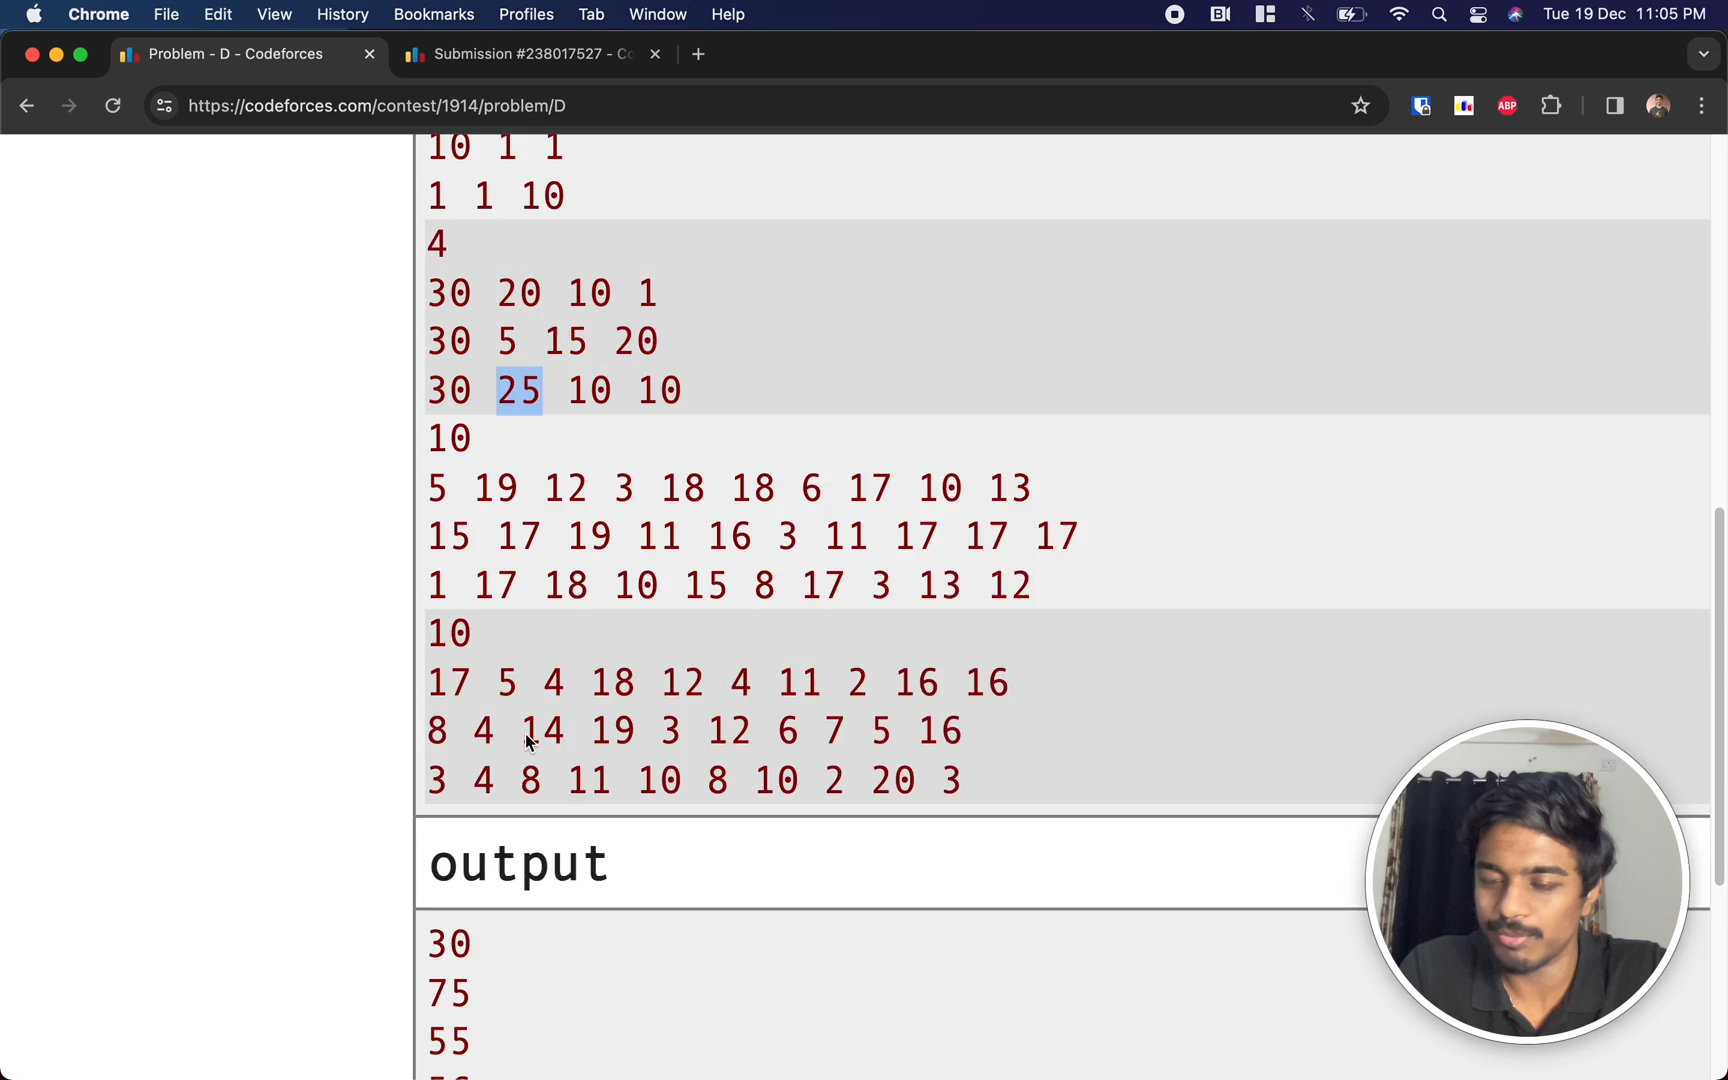 Chrome File Edit View History Bookmarks Profiles Tab Window Help Tue 19 Dec 11:05 PM
Problem - D - Codeforces Submission #238017527 - Co
https://codeforces.com/contest/1914/problem/D ABP
10 1 1
1 1 10
4
30 20 10 1
30 5 15 20
30 25 10 10
10
5 19 12 3 18 18 6 17 10 13
15 17 19 11 16 3 11 17 17 17
1 17 18 10 15 8 17 3 13 12
10
17 5 4 18 12 4 11 2 16 16
8 4 14 19 3 12 6 7 5 16
3 4 8 11 10 8 10 2 20 3
output
30
75
55